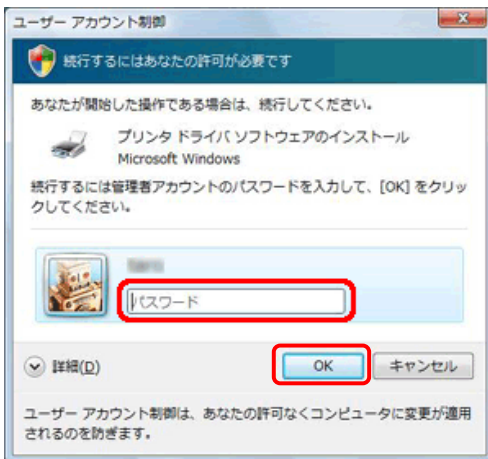 ユーザー アカウント制御
続行するにはあなたの許可が必要です
あなたが開始した操作である場合は、続行してください。
プリンタ ドライバ ソフトウェアのインストール
Microsoft Windows
続行するには管理者アカウントのパスワードを入力して、[OK] をクリッ
クしてください。
パスワード
詳細(D)
OK
キャンセル
ユーザー アカウント制御は、あなたの許可なくコンピュータに変更が適用
されるのを防ぎます。